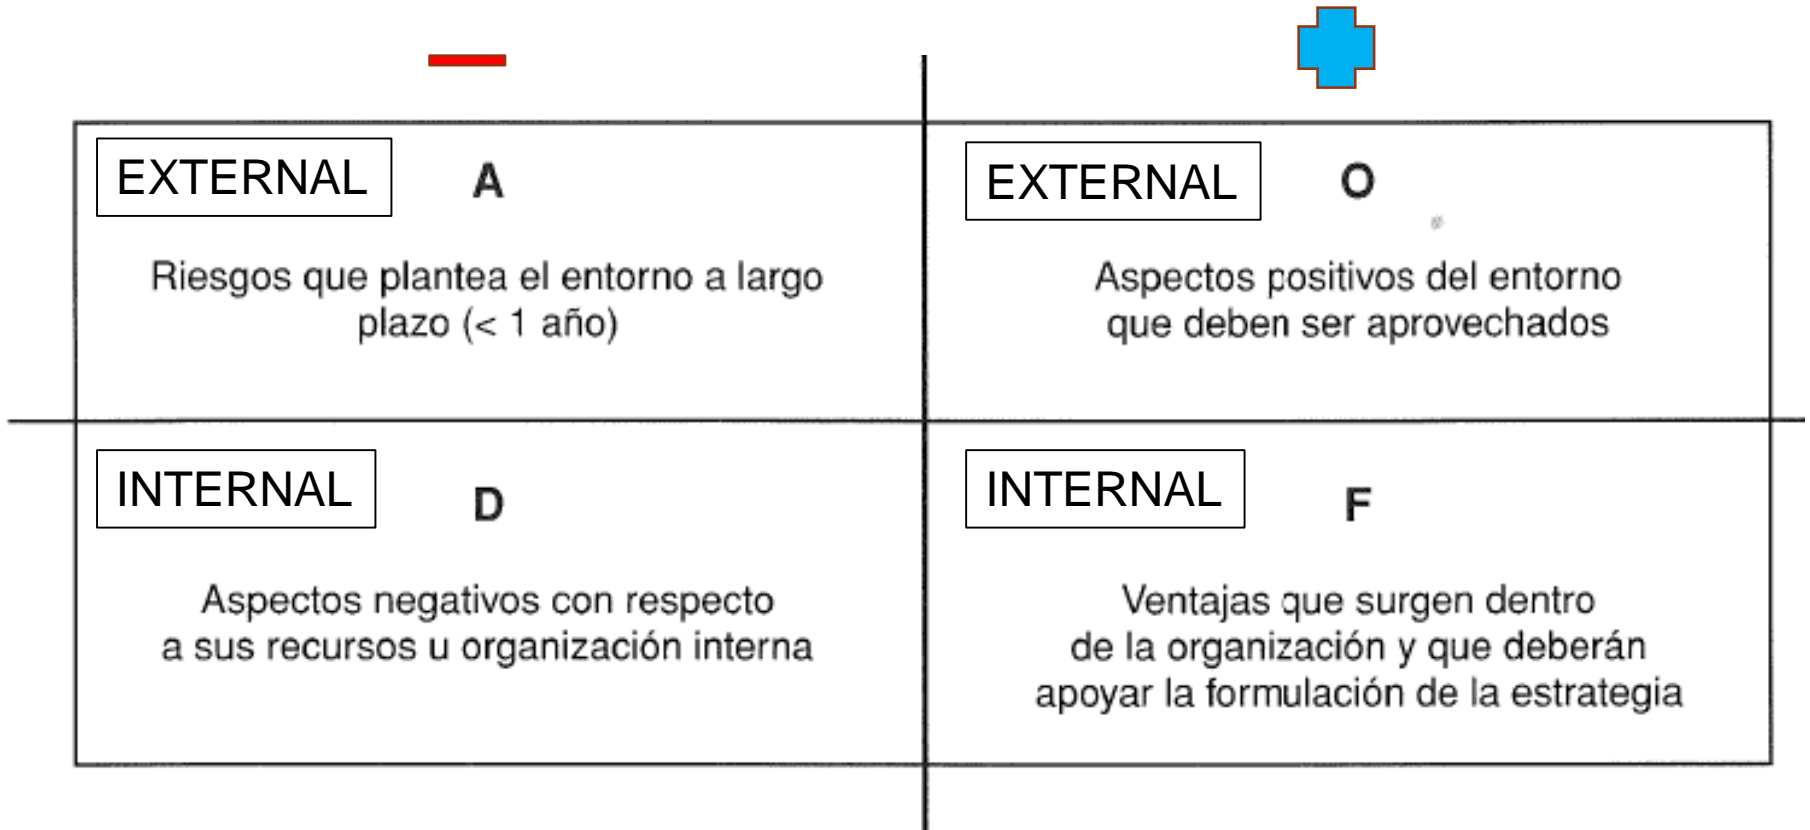 EXTERNAL
A
Riesgos que plantea el entorno a largo
plazo (< 1 año)
EXTERNAL
O
Aspectos positivos del entorno
que deben ser aprovechados
INTERNAL
D
Aspectos negativos con respecto
a sus recursos u organización interna
INTERNAL
F
Ventajas que surgen dentro
de la organización y que deberán
apoyar la formulación de la estrategia